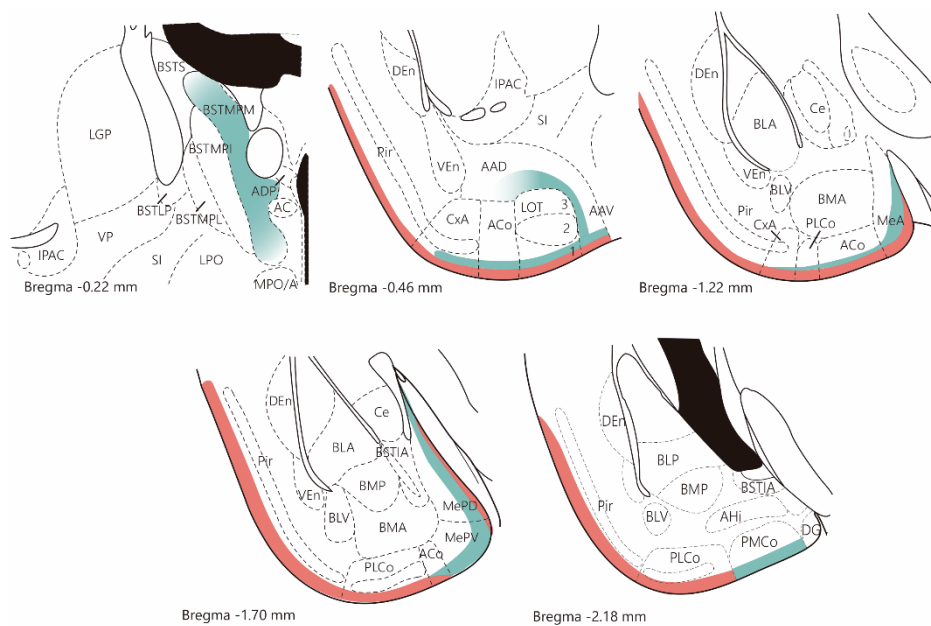 BSTS
BSTMPM
LGP
BSTMPI
ADP
AC
BSTLP
BSTMPL
VP
IPAC
SI
LPO
MPO/A
Bregma -0.22 mm
DEn
IPAC
SI
Pir
VEn
AAD
LOT
3
CxA
ACo
2
AAV
1
Bregma -0.46 mm
DEn
Ce
BLA
VEn
BLV
BMA
Pir
CxA
PLCo
MeA
ACo
Bregma -1.22 mm
DEn
Ce
BLA
BSTIA
Pir
VEn
BMP
MePD
BLV
BMA
MePV
ACo
PLCo
Bregma -1.70 mm
DEn
BLP
BSTIA
Pir
BMP
BLV
AHi
DG
PMCo
PLCo
Bregma -2.18 mm